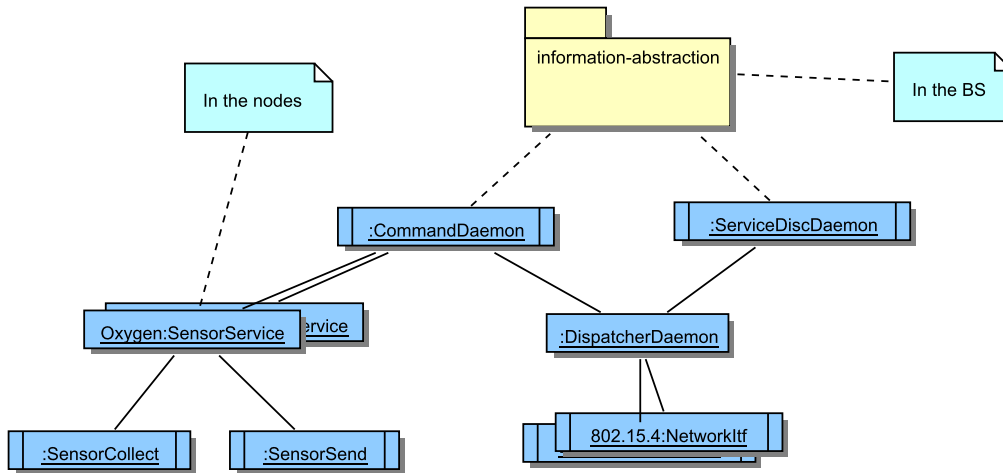 information-abstraction
In the nodes
In the BS
:CommandDaemon
:ServiceDiscDaemon
Oxygen:SensorService
ervice
:DispatcherDaemon
802.15.4:NetworkItf
:SensorCollect
:SensorSend